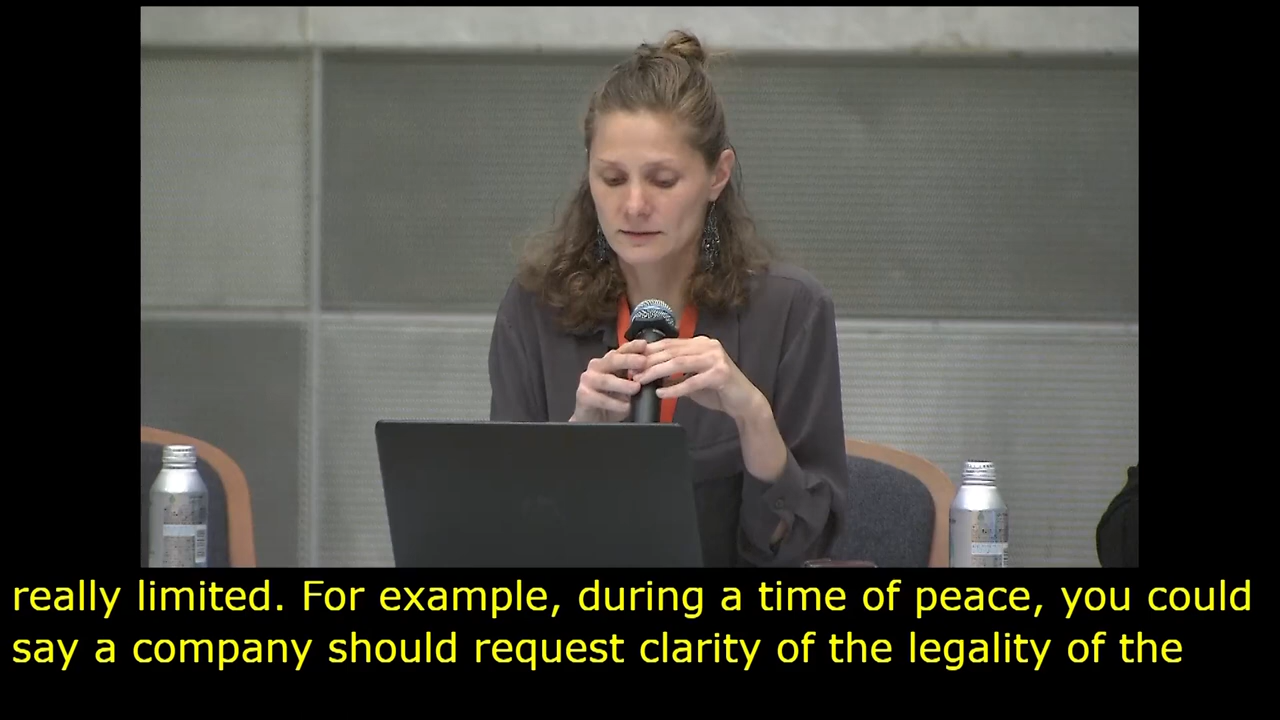 really limited. For example, during a time of peace, you could
say a company should request clarity of the legality of the